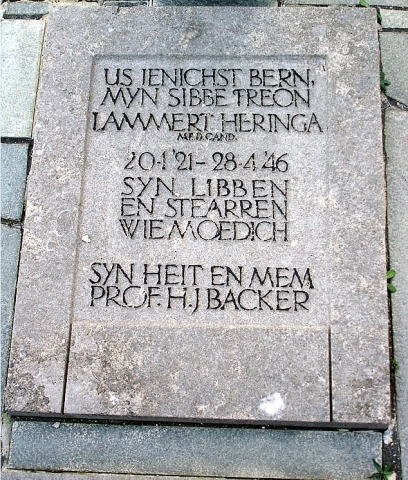 US IENICHST BERN,
MYN SIBBE TREON
LAMMERT HERINGA
MED. CAND.
20·1 '21 – 28·4 '46
SYN LIBBEN
EN STEARREN
WIE MOEDICH
SYN HEIT EN MEM
PROF. H.J BACKER